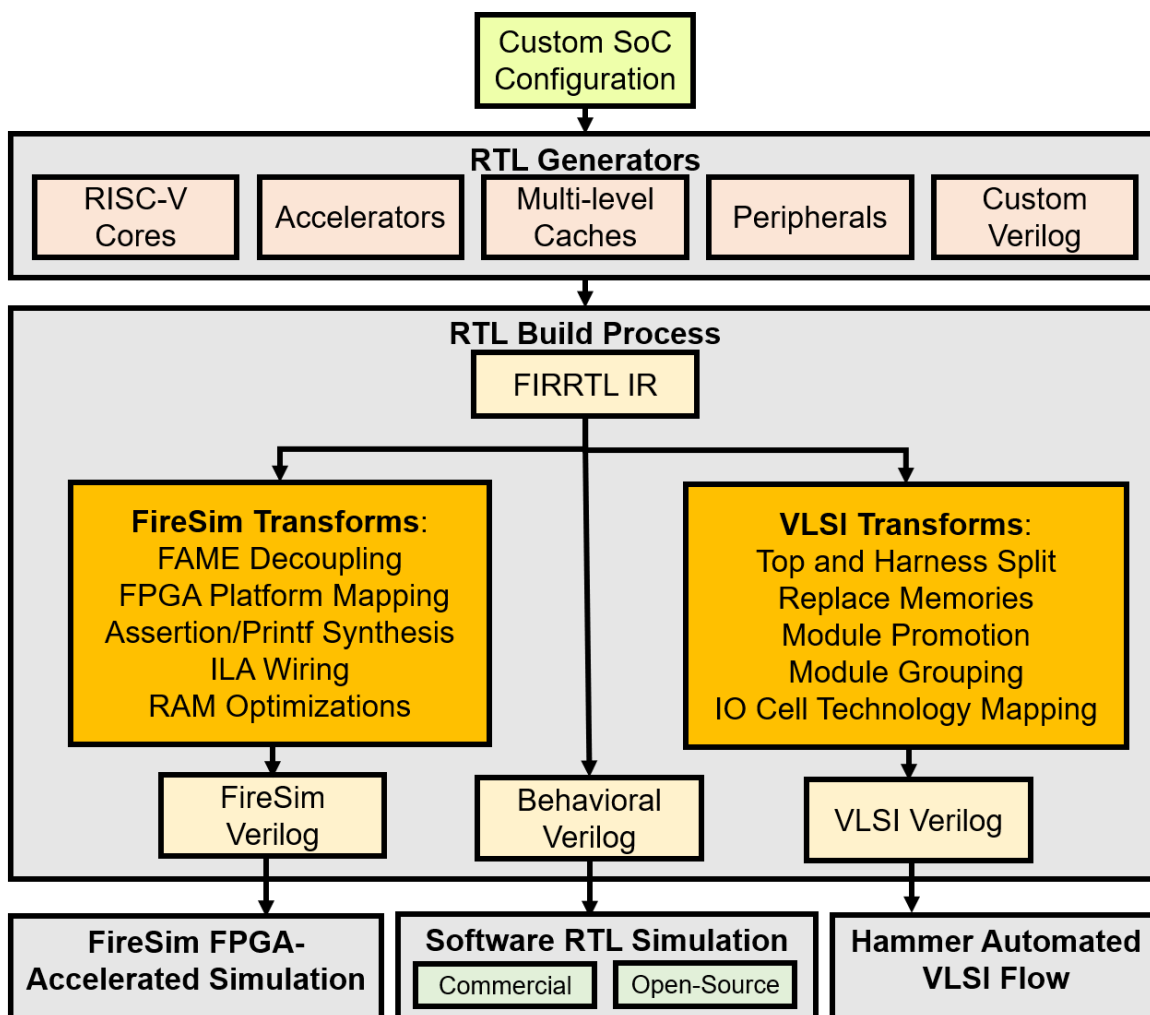 Custom SoC
Configuration
RTL Generators
RISC-V
Cores
Accelerators
Multi-level
Caches
Peripherals
Custom
Verilog
RTL Build Process
FIRRTL IR
FireSim Transforms:
FAME Decoupling
FPGA Platform Mapping
Assertion/Printf Synthesis
ILA Wiring
RAM Optimizations
VLSI Transforms:
Top and Harness Split
Replace Memories
Module Promotion
Module Grouping
IO Cell Technology Mapping
FireSim
Verilog
Behavioral
Verilog
VLSI Verilog
FireSim FPGA-
Accelerated Simulation
Software RTL Simulation
Commercial
Open-Source
Hammer Automated
VLSI Flow